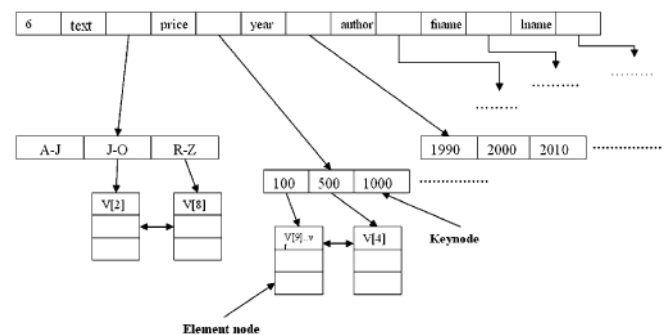 6 text price year author fname lname
A-J J-O R-Z
1990 2000 2010
100 500 1000
V[2] V[8]
V[9]..v V[4]
Keynode
Element node